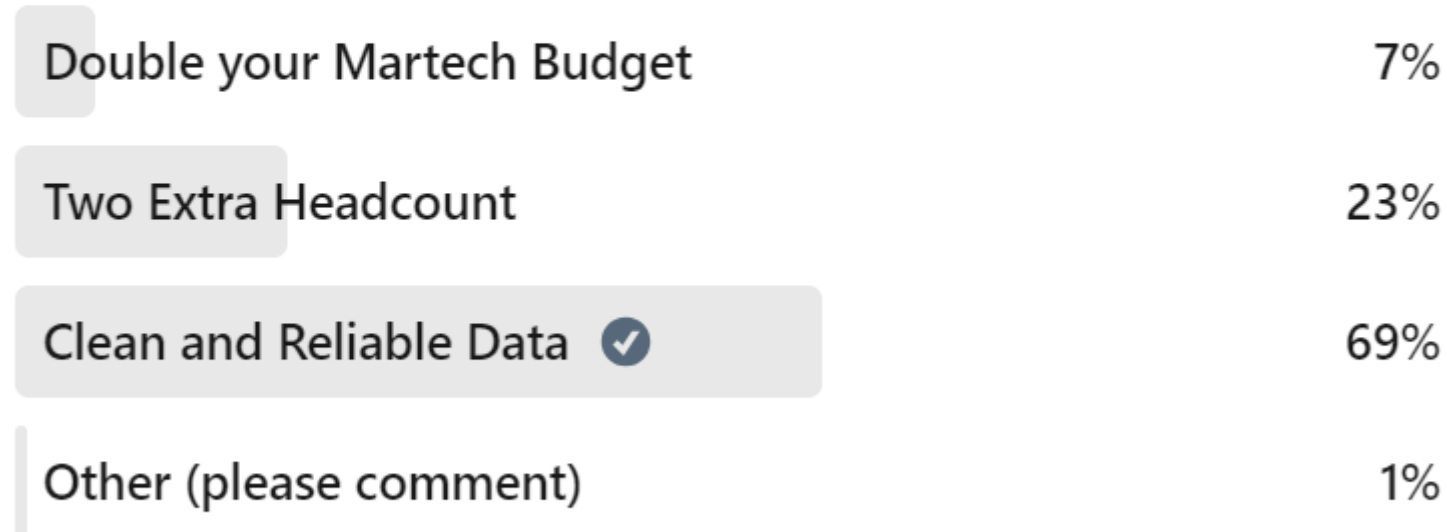 Double your Martech Budget 7%
Two Extra Headcount 23%
Clean and Reliable Data 69%
Other (please comment) 1%